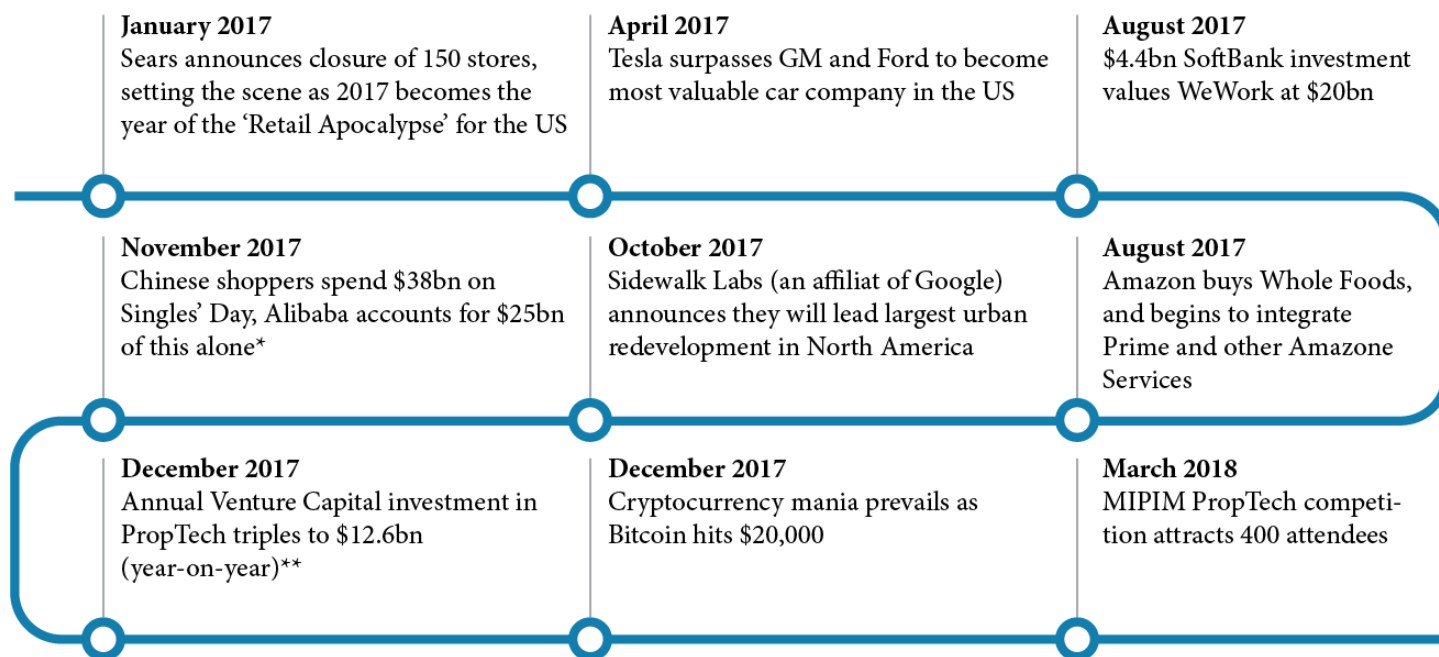 January 2017
Sears announces closure of 150 stores,
setting the scene as 2017 becomes the
year of the ‘Retail Apocalypse’ for the US
April 2017
Tesla surpasses GM and Ford to become
most valuable car company in the US
August 2017
$4.4bn SoftBank investment
values WeWork at $20bn
August 2017
Amazon buys Whole Foods,
and begins to integrate
Prime and other Amazone
Services
October 2017
Sidewalk Labs (an affiliat of Google)
announces they will lead largest urban
redevelopment in North America
November 2017
Chinese shoppers spend $38bn on
Singles’ Day, Alibaba accounts for $25bn
of this alone*
December 2017
Annual Venture Capital investment in
PropTech triples to $12.6bn
(year-on-year)**
December 2017
Cryptocurrency mania prevails as
Bitcoin hits $20,000
March 2018
MIPIM PropTech competi-
tion attracts 400 attendees